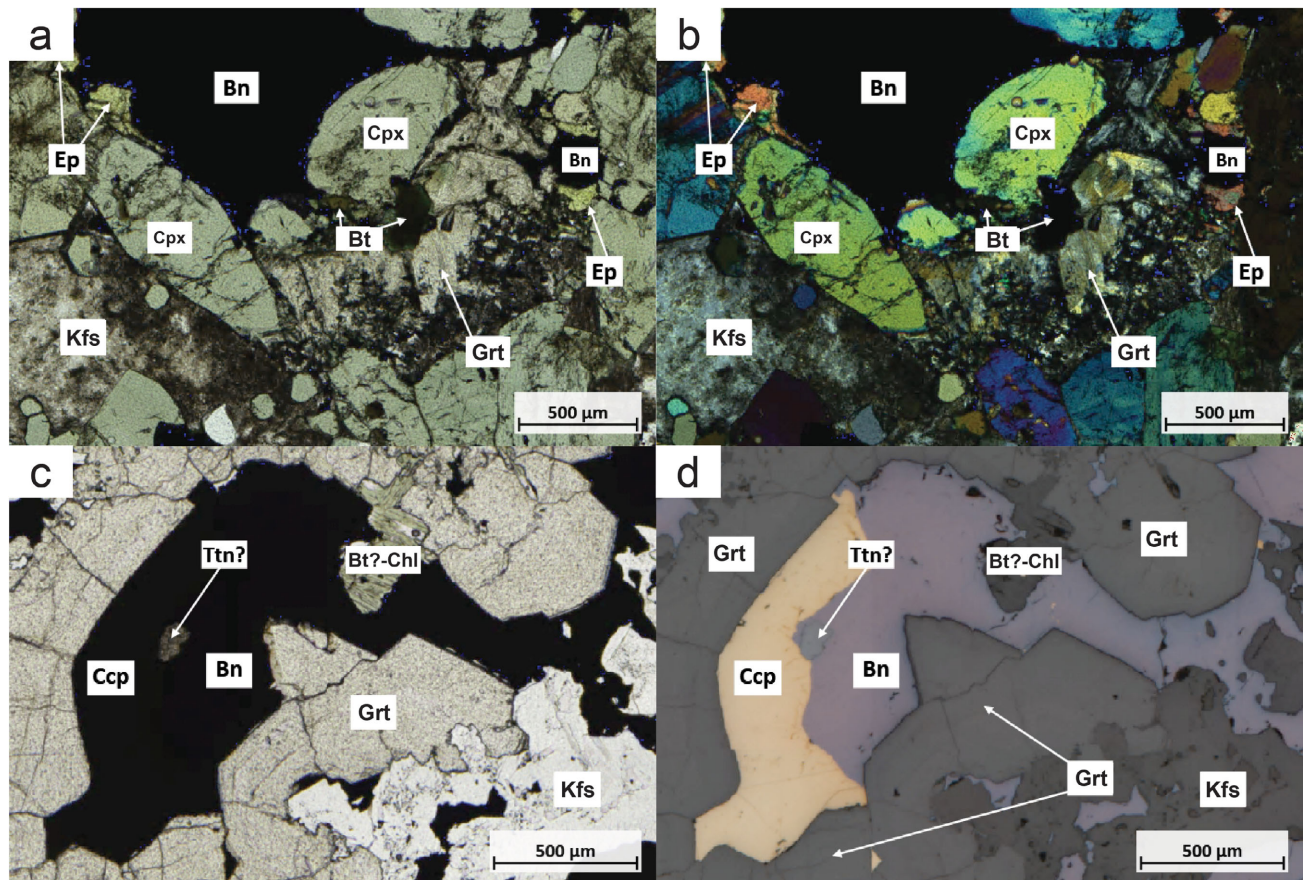 a
Bn
Cpx
Ep
Bn
Cpx
Bt
Ep
Kfs
Grt
500 µm
b
Bn
Cpx
Ep
Bn
Cpx
Bt
Ep
Kfs
Grt
500 µm
c
Ttn?
Bt?-Chl
Ccp
Bn
Grt
Kfs
500 µm
d
Grt
Ttn?
Bt?-Chl
Grt
Ccp
Bn
Grt
Kfs
500 µm